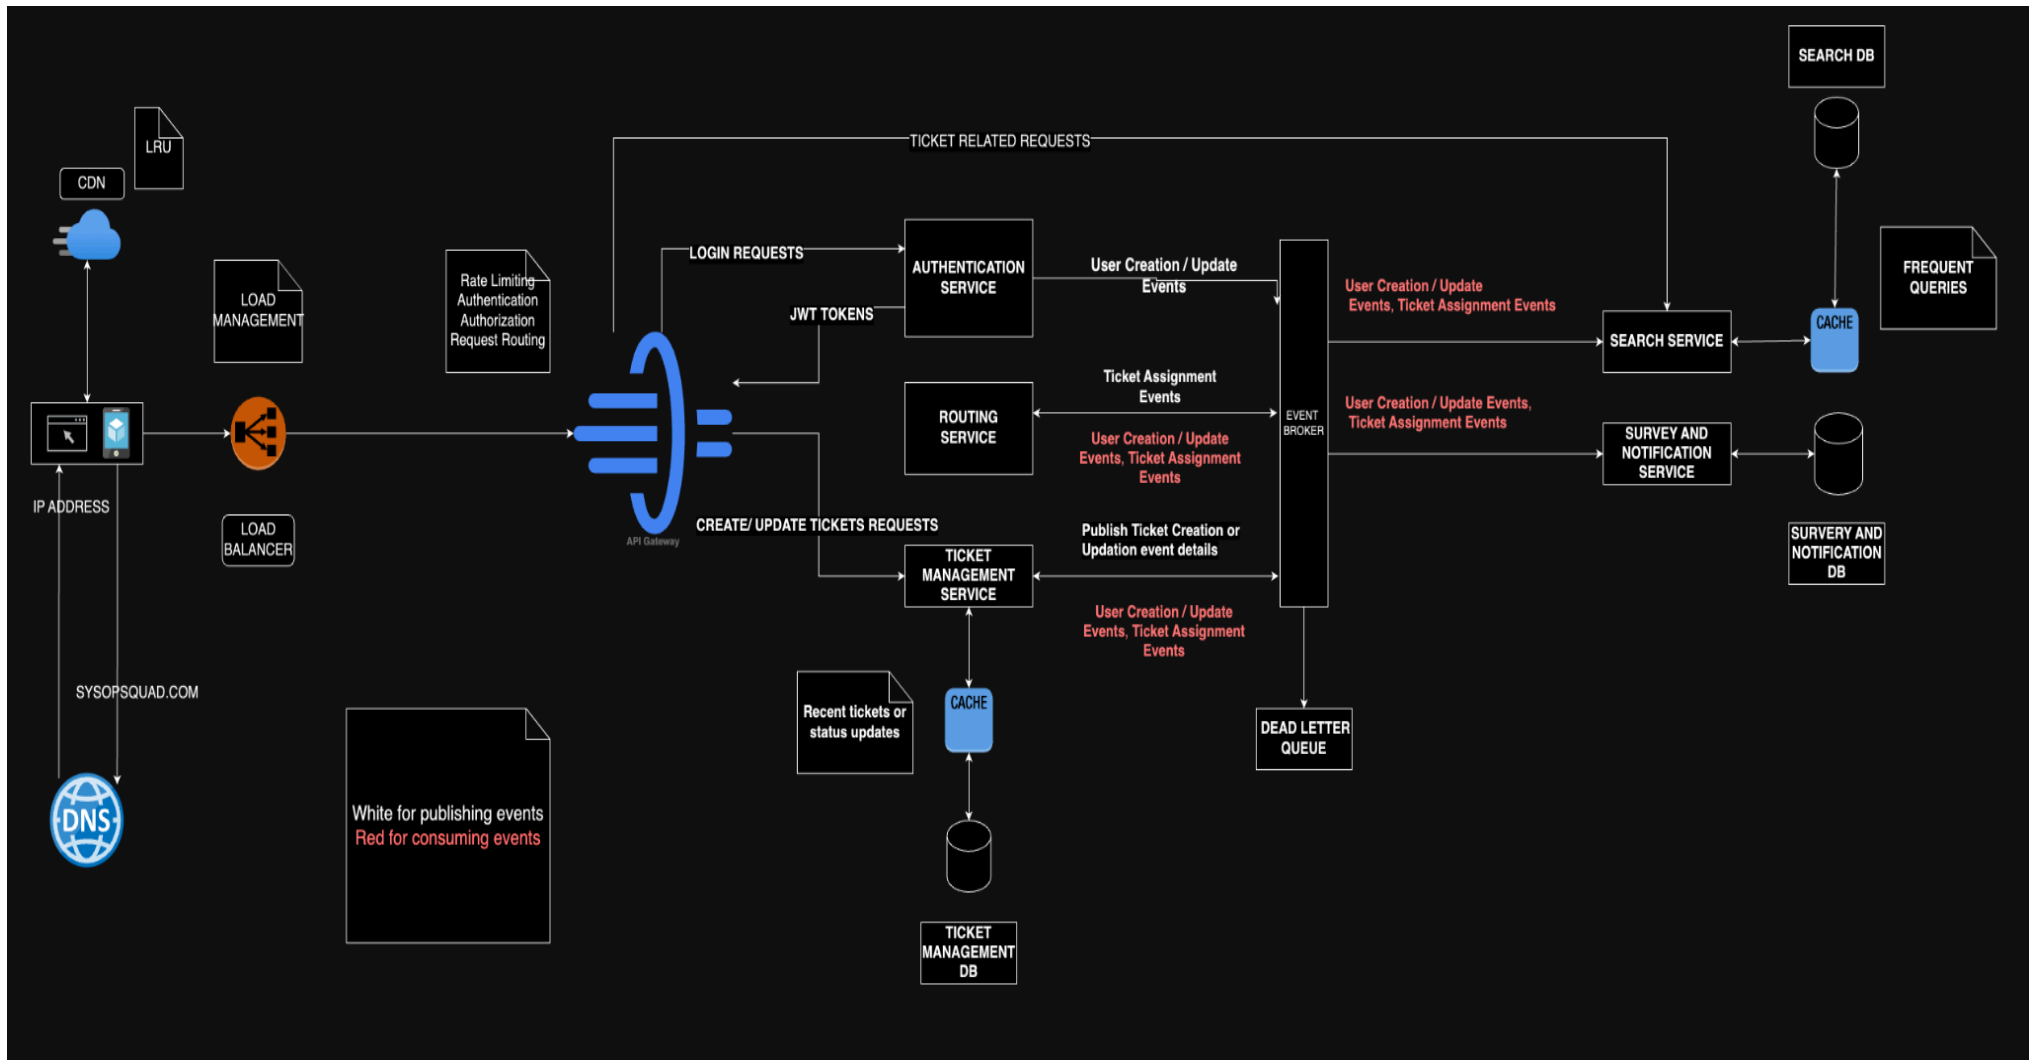 SEARCH DB
LRU
CDN
TICKET RELATED REQUESTS
LOGIN REQUESTS
AUTHENTICATION
SERVICE
User Creation / Update
Events
JWT TOKENS
LOAD
MANAGEMENT
Rate Limiting
Authentication
Authorization
Request Routing
User Creation / Update
Events, Ticket Assignment Events
FREQUENT
QUERIES
CACHE
SEARCH SERVICE
ROUTING
SERVICE
Ticket Assignment
Events
User Creation / Update
Events, Ticket Assignment
Events
EVENT
BROKER
User Creation / Update Events,
Ticket Assignment Events
SURVEY AND
NOTIFICATION
SERVICE
IP ADDRESS
LOAD
BALANCER
API Gateway
CREATE/ UPDATE TICKETS REQUESTS
TICKET
MANAGEMENT
SERVICE
Publish Ticket Creation or
Updation event details
User Creation / Update
Events, Ticket Assignment
Events
SURVERY AND
NOTIFICATION
DB
SYSOPSQUAD.COM
Recent tickets or
status updates
CACHE
DEAD LETTER
QUEUE
DNS
White for publishing events
Red for consuming events
TICKET
MANAGEMENT
DB